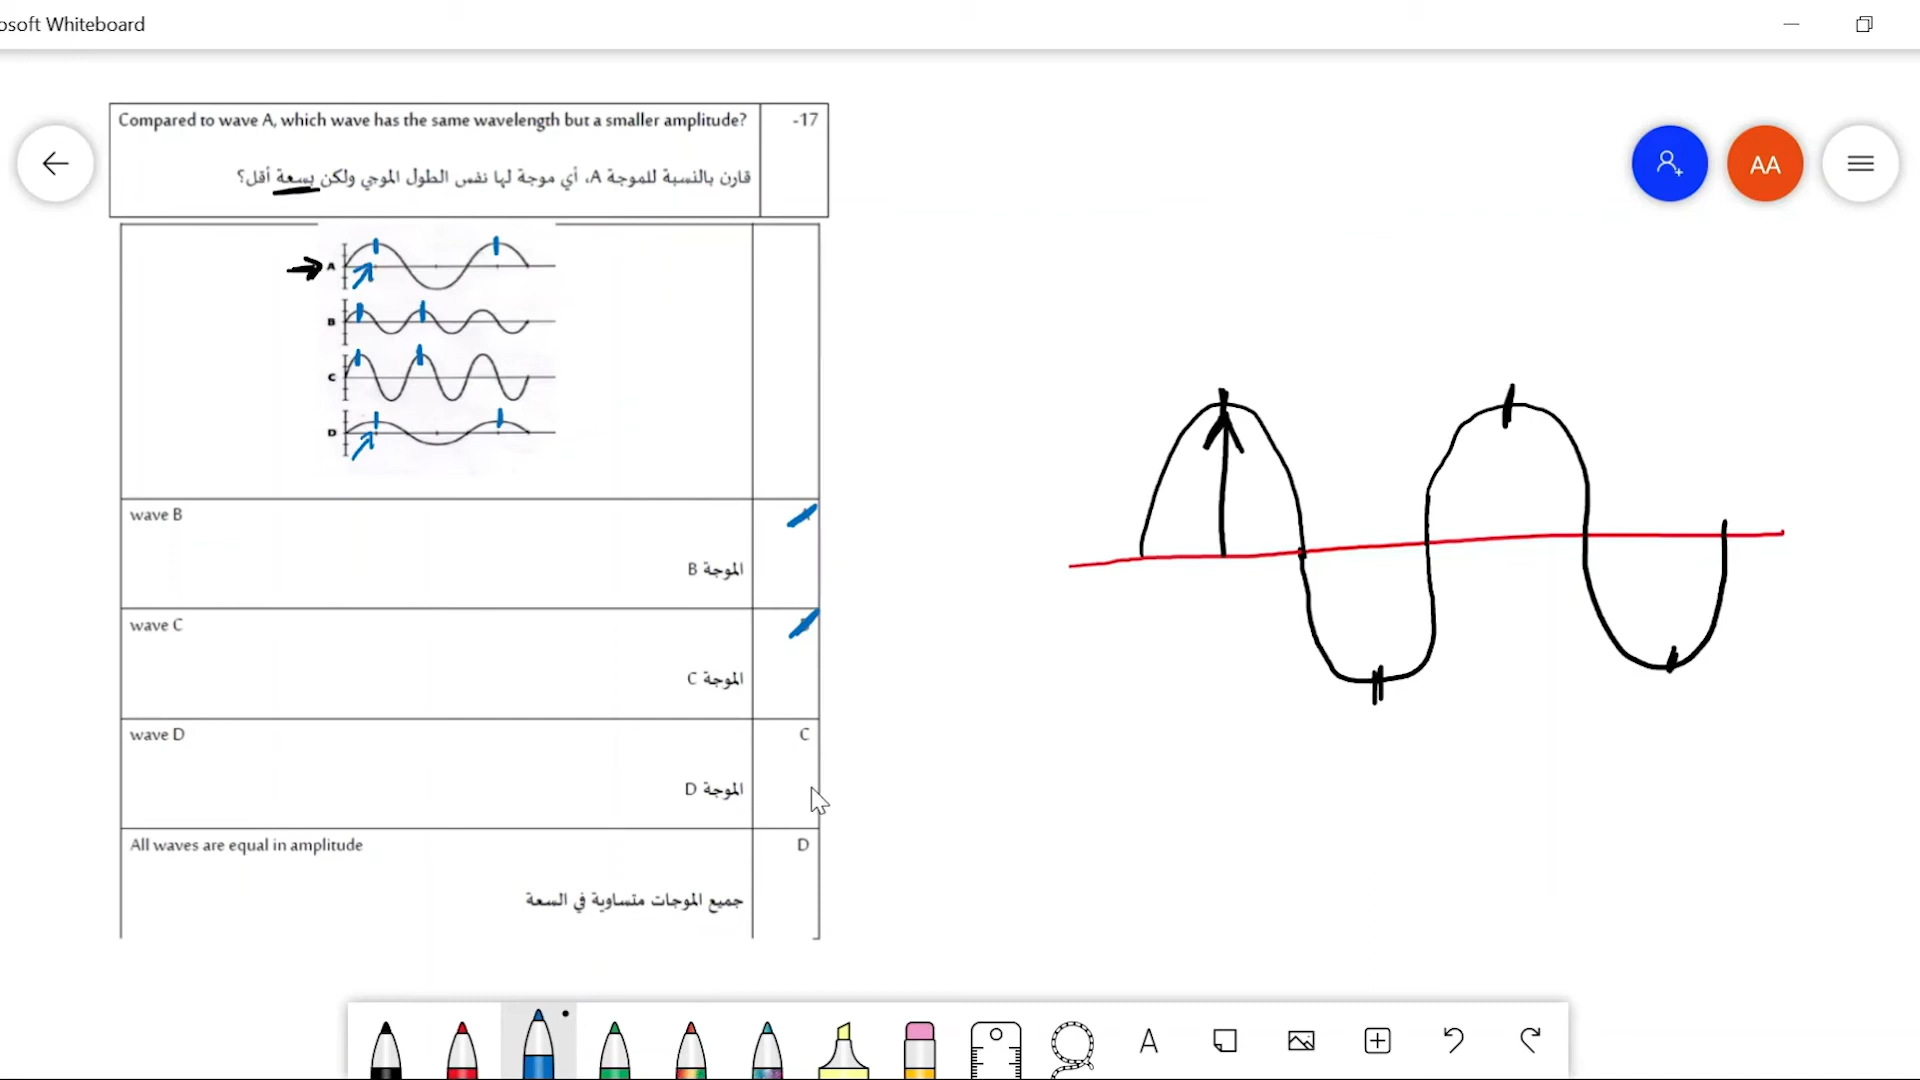 osoft Whiteboard
Compared to wave A, which wave has the same wavelength but a smaller amplitude?
-17
قارن بالنسبة للموجة A، أي موجة لها نفس الطول الموجي ولكن بسعة أقل؟
AA
A
B
C
D
wave B
الموجة B
wave C
الموجة C
wave D
C
الموجة D
All waves are equal in amplitude
D
جميع الموجات متساوية في السعة
A